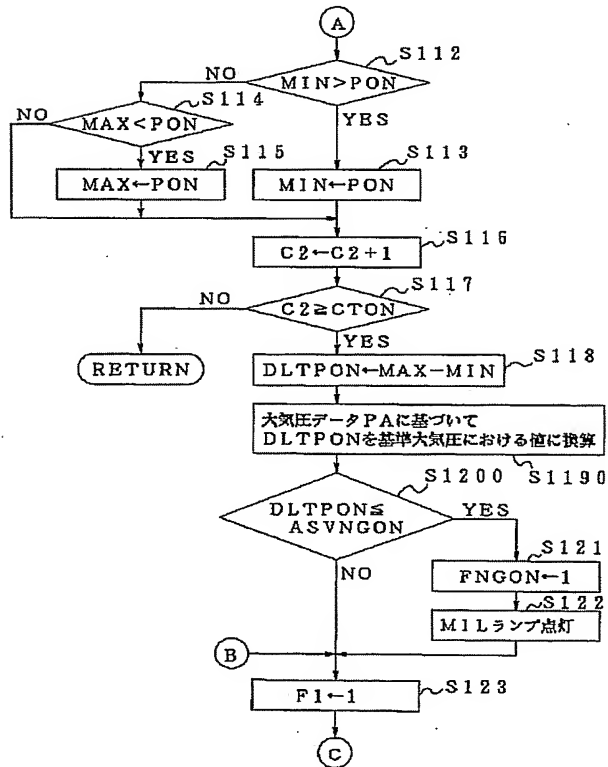 A
S112
MIN>PON
NO
YES
S114
MAX<PON
NO
YES
S115
MAX←PON
S113
MIN←PON
S116
C2←C2+1
S117
C2≧CTON
NO
YES
RETURN
S118
DLTPON←MAX−MIN
大気圧データPAに基づいて
DLTPONを基準大気圧における値に換算
S1190
S1200
DLTPON≦
ASVNGON
YES
NO
S121
FNGON←1
S122
MILランプ点灯
B
F1←1
S123
C